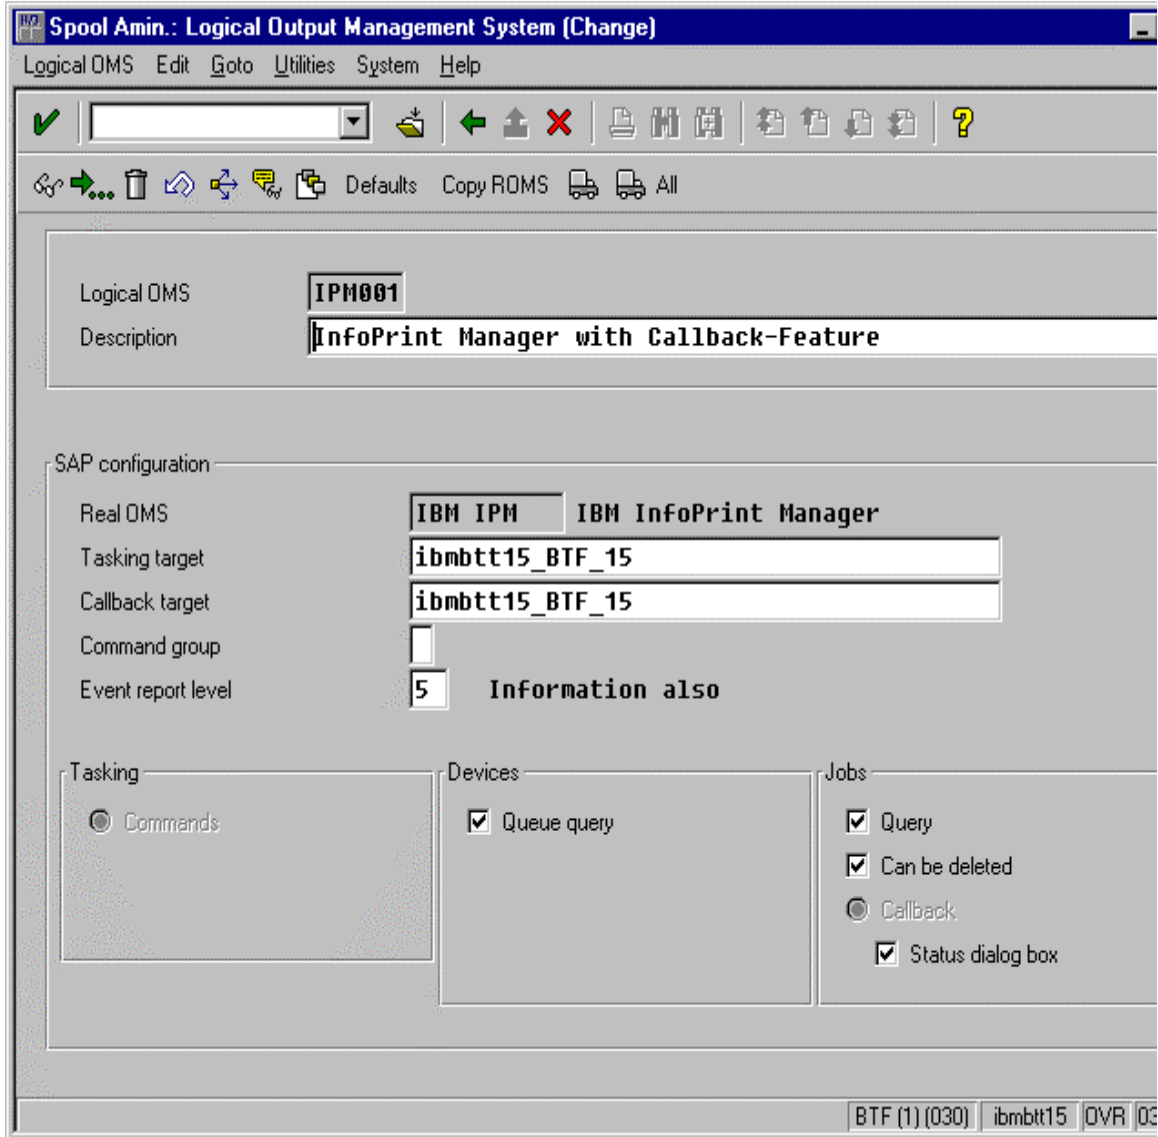 Spool Amin.: Logical Output Management System (Change)
Logical OMS Edit Goto Utilities System Help
Defaults Copy ROMS All
Logical OMS IPM001
Description InfoPrint Manager with Callback-Feature
SAP configuration
Real OMS IBM IPM IBM InfoPrint Manager
Tasking target ibmbtt15_BTF_15
Callback target ibmbtt15_BTF_15
Command group
Event report level 5 Information also
Tasking Devices Jobs
Commands Queue query Query
Can be deleted
Callback
Status dialog box
BTF (1) (030) ibmbtt15 OVR 03